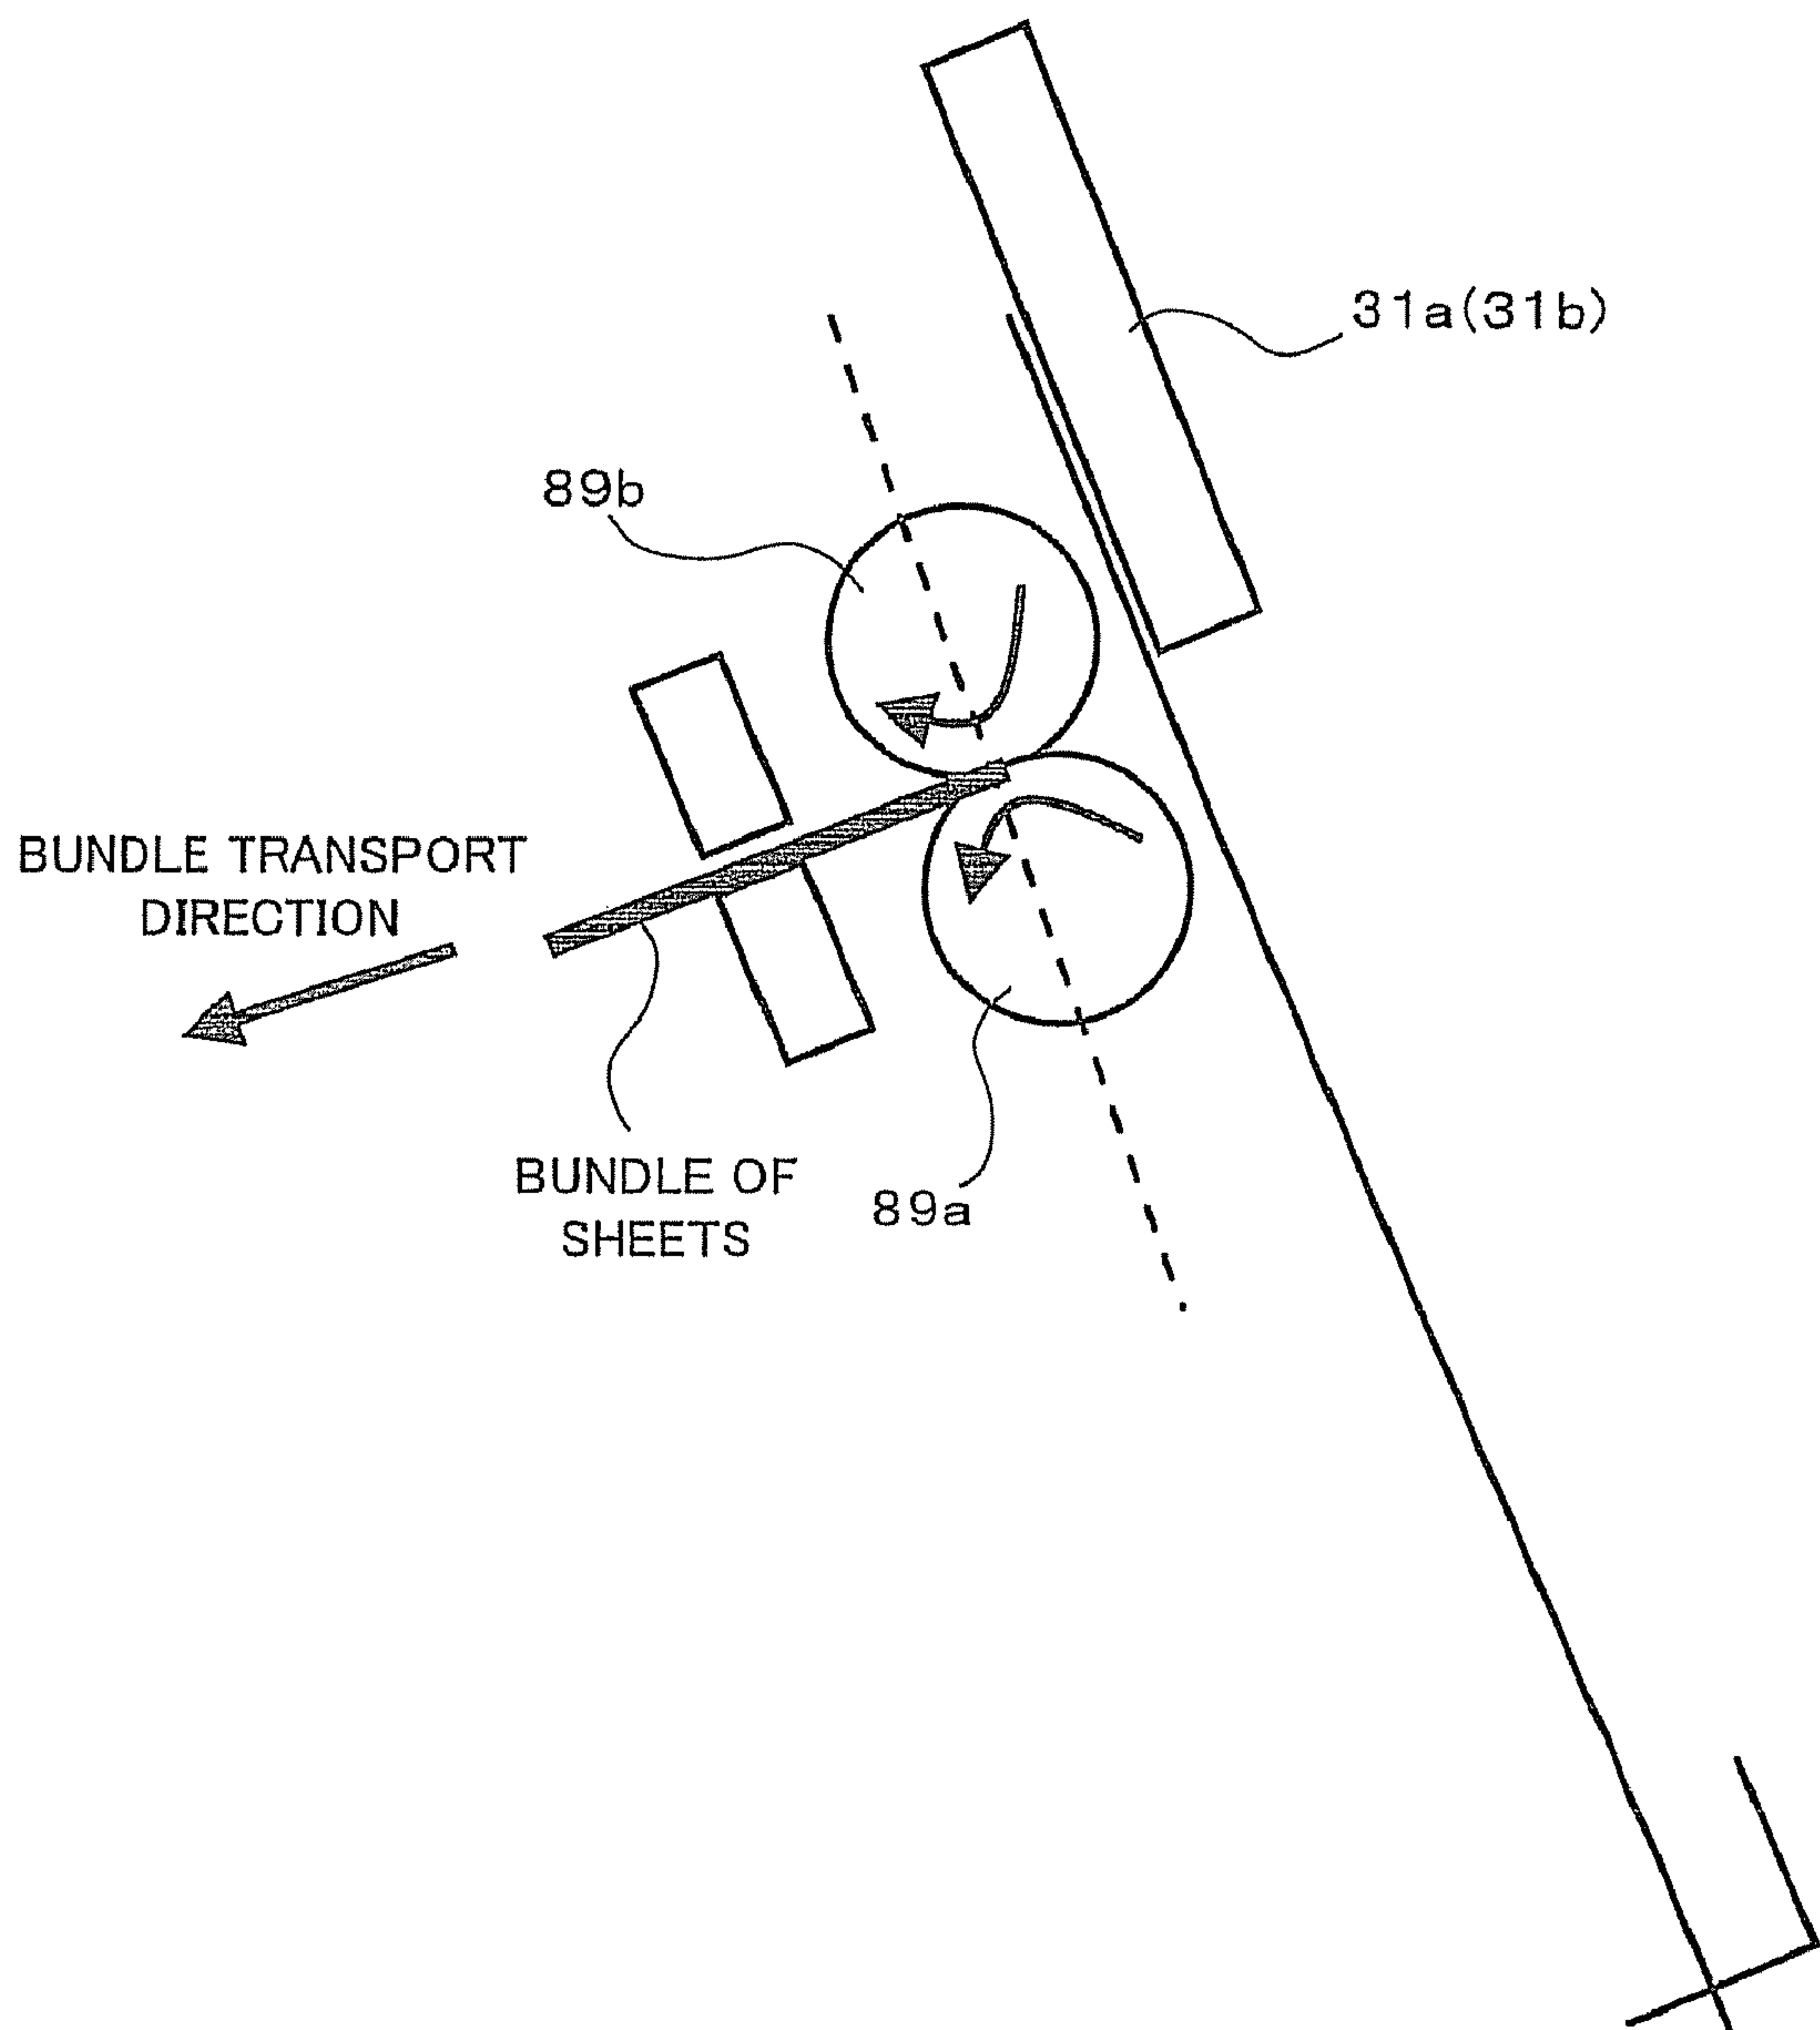 31a(31b)
89b
BUNDLE TRANSPORT
DIRECTION
BUNDLE OF
SHEETS
89a